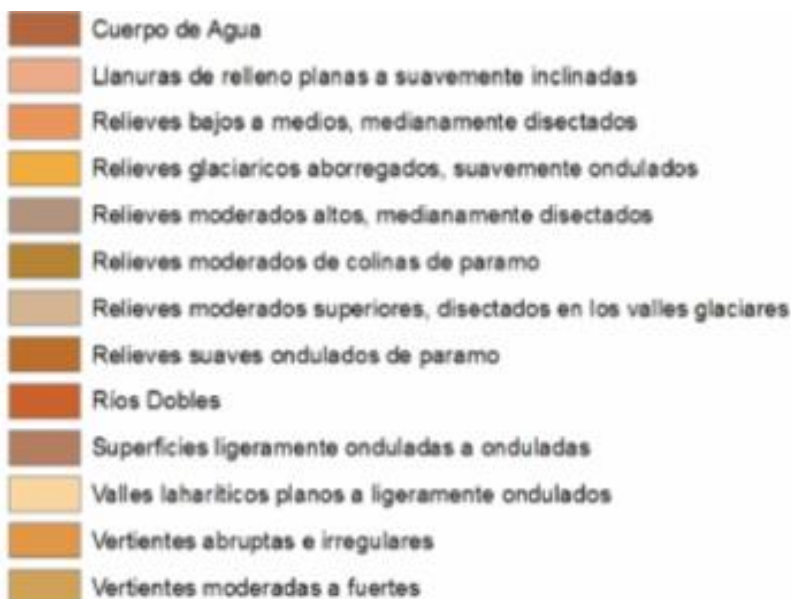 Cuerpo de Agua
Llanuras de relleno planas a suavemente inclinadas
Relieves bajos a medios, medianamente disectados
Relieves glaciaricos aborregados, suavemente ondulados
Relieves moderados altos, medianamente disectados
Relieves moderados de colinas de paramo
Relieves moderados superiores, disectados en los valles glaciares
Relieves suaves ondulados de paramo
Ríos Dobles
Superficies ligeramente onduladas a onduladas
Valles laharíticos planos a ligeramente ondulados
Vertientes abruptas e irregulares
Vertientes moderadas a fuertes